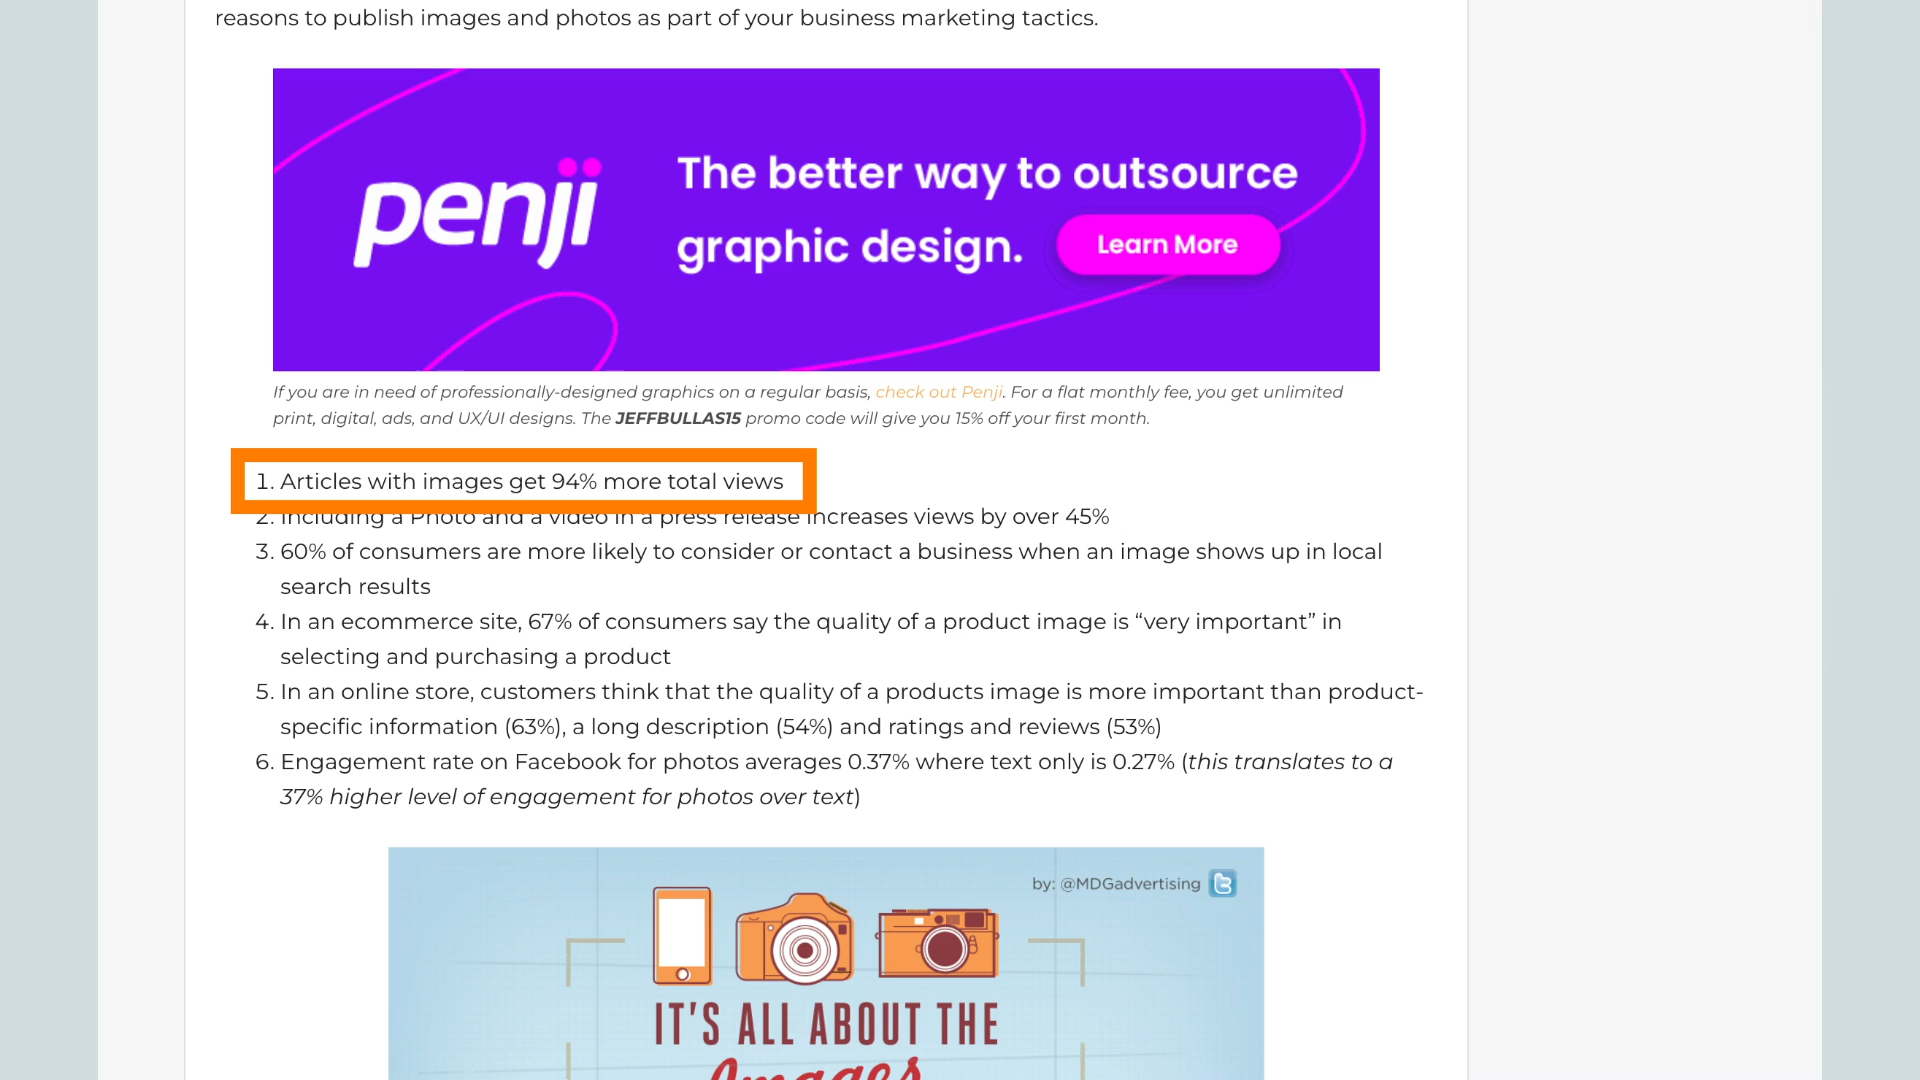 reasons to publish images and photos as part of your business marketing tactics.
penji
The better way to outsource
graphic design.
Learn More
If you are in need of professionally-designed graphics on a regular basis, check out Penji. For a flat monthly fee, you get unlimited
print, digital, ads, and UX/UI designs. The JEFFBULLAS15 promo code will give you 15% off your first month.
1. Articles with images get 94% more total views
2. Including a Photo and a video in a press release increases views by over 45%
3. 60% of consumers are more likely to consider or contact a business when an image shows up in local
search results
4. In an ecommerce site, 67% of consumers say the quality of a product image is “very important” in
selecting and purchasing a product
5. In an online store, customers think that the quality of a products image is more important than product-
specific information (63%), a long description (54%) and ratings and reviews (53%)
6. Engagement rate on Facebook for photos averages 0.37% where text only is 0.27% (this translates to a
37% higher level of engagement for photos over text)
by: @MDGadvertising
IT'S ALL ABOUT THE
Images